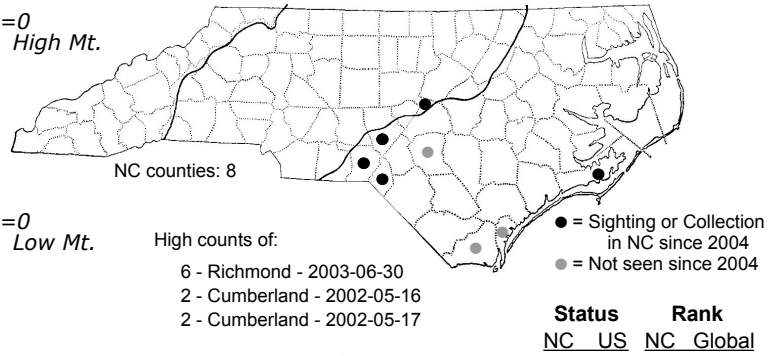 =0
High Mt.
NC counties: 8
=0
Low Mt.
High counts of:
6 - Richmond - 2003-06-30
2 - Cumberland - 2002-05-16
2 - Cumberland - 2002-05-17
= Sighting or Collection
in NC since 2004
= Not seen since 2004
Status Rank
NC US NC Global